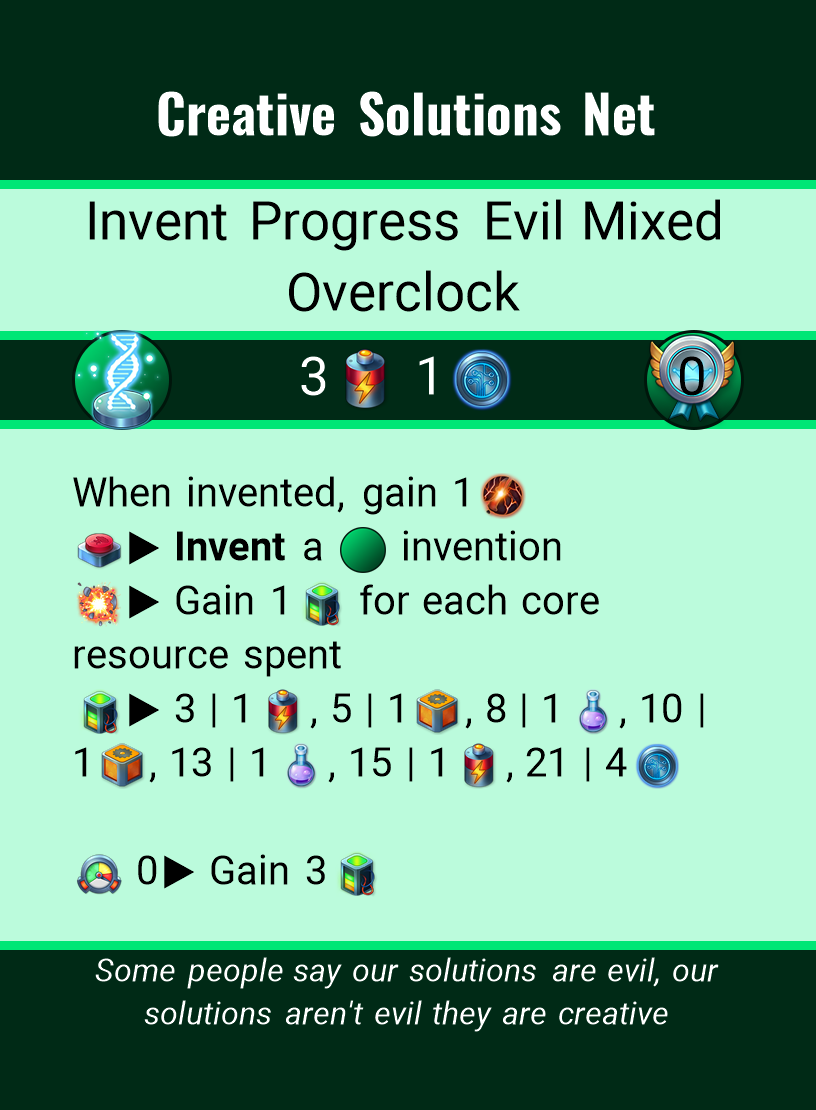 Creative Solutions Net
Invent Progress Evil Mixed
Overclock
3 1 0
When invented, gain 1
▶ Invent a invention
▶ Gain 1 for each core
resource spent
▶ 3 | 1 , 5 | 1 , 8 | 1 , 10 |
1 , 13 | 1 , 15 | 1 , 21 | 4
0▶ Gain 3
Some people say our solutions are evil, our
solutions aren't evil they are creative